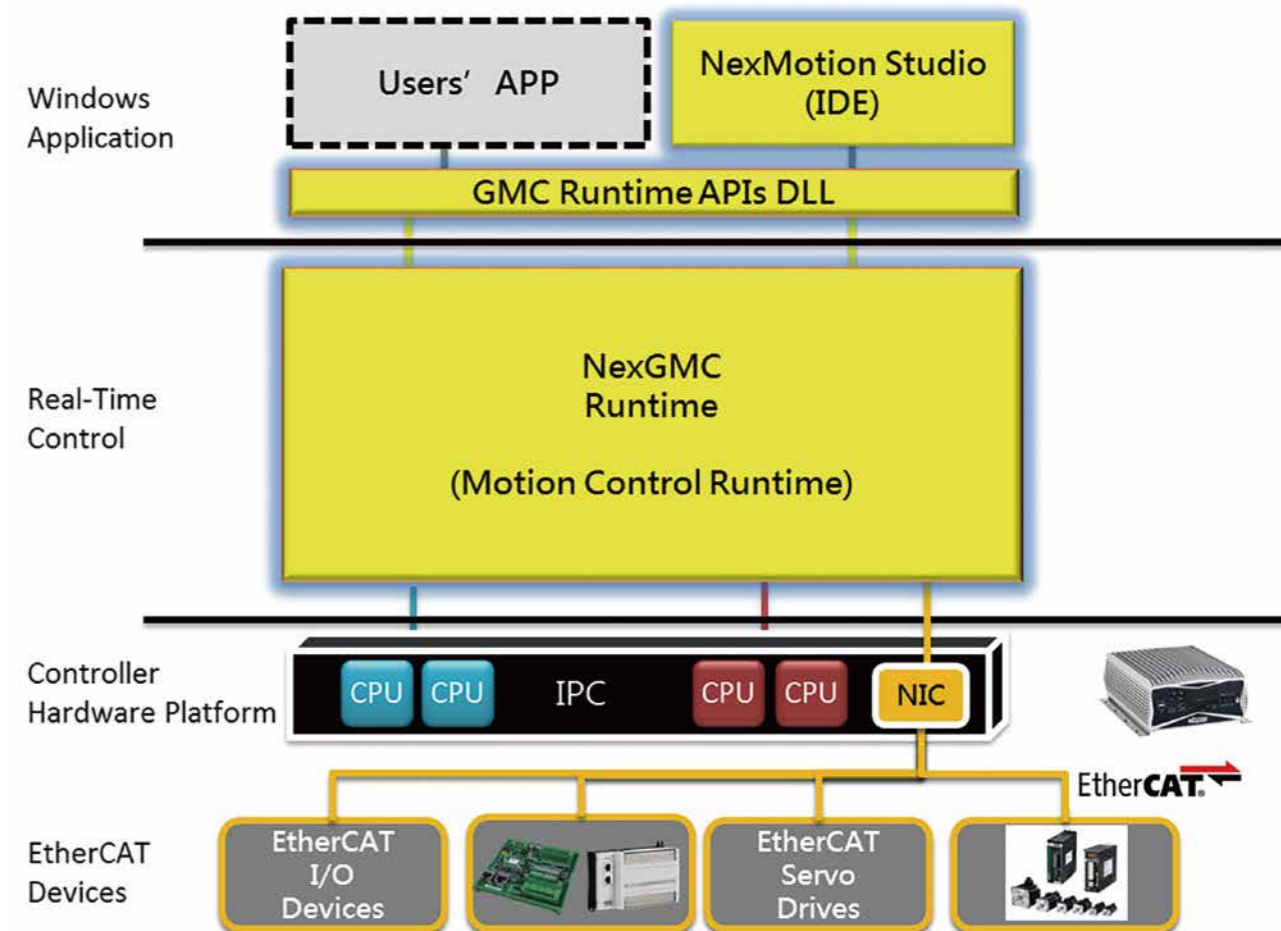 Windows
Application
Users' APP
NexMotion Studio
(IDE)
GMC Runtime APIs DLL
Real-Time
Control
NexGMC
Runtime
(Motion Control Runtime)
Controller
Hardware Platform
CPU
CPU
IPC
CPU
CPU
NIC
EtherCAT®
EtherCAT
Devices
EtherCAT
I/O
Devices
EtherCAT
Servo
Drives